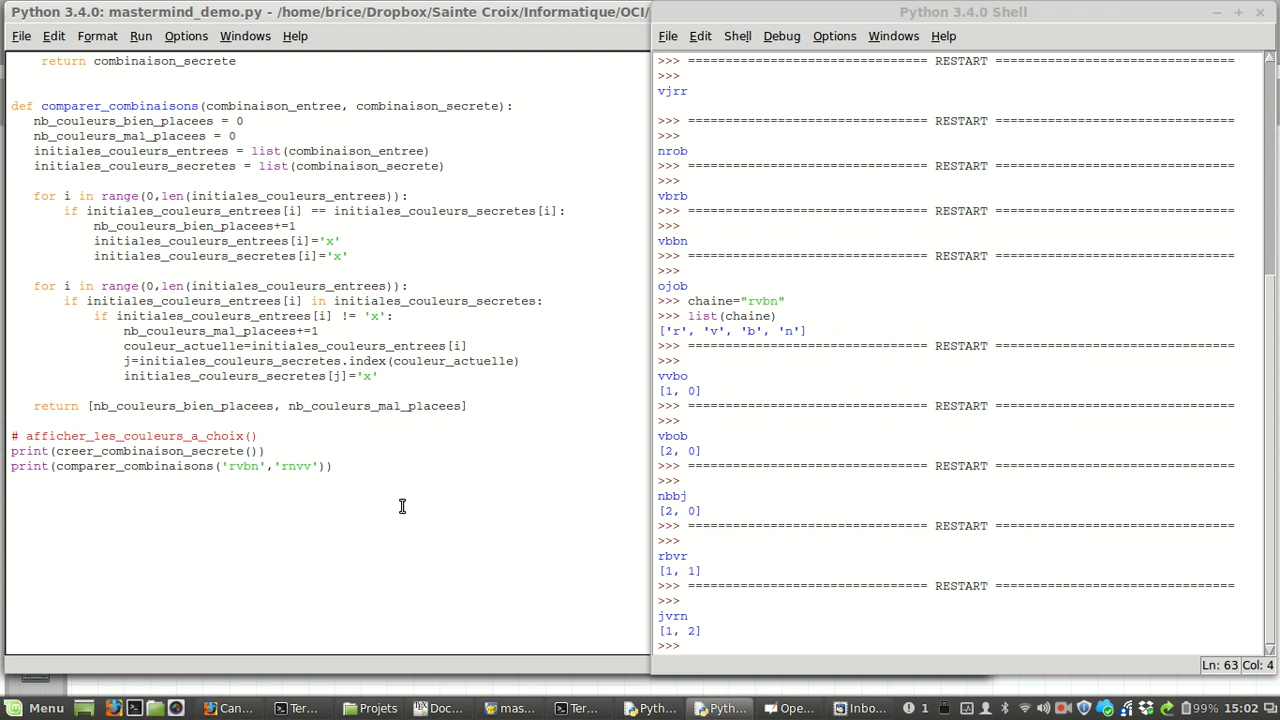 Python 3.4.0: mastermind_demo.py - /home/brice/Dropbox/Sainte Croix/Informatique/OCI/
File Edit Format Run Options Windows Help
return combinaison_secrete
def comparer_combinaisons(combinaison_entree, combinaison_secrete):
nb_couleurs_bien_placees = 0
nb_couleurs_mal_placees = 0
initiales_couleurs_entrees = list(combinaison_entree)
initiales_couleurs_secretes = list(combinaison_secrete)
for i in range(0,len(initiales_couleurs_entrees)):
if initiales_couleurs_entrees[i] == initiales_couleurs_secretes[i]:
nb_couleurs_bien_placees+=1
initiales_couleurs_entrees[i]='x'
initiales_couleurs_secretes[i]='x'
for i in range(0,len(initiales_couleurs_entrees)):
if initiales_couleurs_entrees[i] in initiales_couleurs_secretes:
if initiales_couleurs_entrees[i] != 'x':
nb_couleurs_mal_placees+=1
couleur_actuelle=initiales_couleurs_entrees[i]
j=initiales_couleurs_secretes.index(couleur_actuelle)
initiales_couleurs_secretes[j]='x'
return [nb_couleurs_bien_placees, nb_couleurs_mal_placees]
# afficher_les_couleurs_a_choix()
print(creer_combinaison_secrete())
print(comparer_combinaisons('rvbn','rnvv'))
Python 3.4.0 Shell
File Edit Shell Debug Options Windows Help
>>> ================================ RESTART ================================
>>>
vjrr
>>> ================================ RESTART ================================
>>>
nrob
>>> ================================ RESTART ================================
>>>
vbrb
>>> ================================ RESTART ================================
>>>
vbbn
>>> ================================ RESTART ================================
>>>
ojob
>>> chaine="rvbn"
>>> list(chaine)
['r', 'v', 'b', 'n']
>>> ================================ RESTART ================================
>>>
vvbo
[1, 0]
>>> ================================ RESTART ================================
>>>
vbob
[2, 0]
>>> ================================ RESTART ================================
>>>
nbbj
[2, 0]
>>> ================================ RESTART ================================
>>>
rbvr
[1, 1]
>>> ================================ RESTART ================================
>>>
jvrn
[1, 2]
>>>
Ln: 63 Col: 4
Menu Can... Ter... Projets Doc... mas... Ter... Pyth... Pyth... Ope... Inbo... 1 99% 15:02